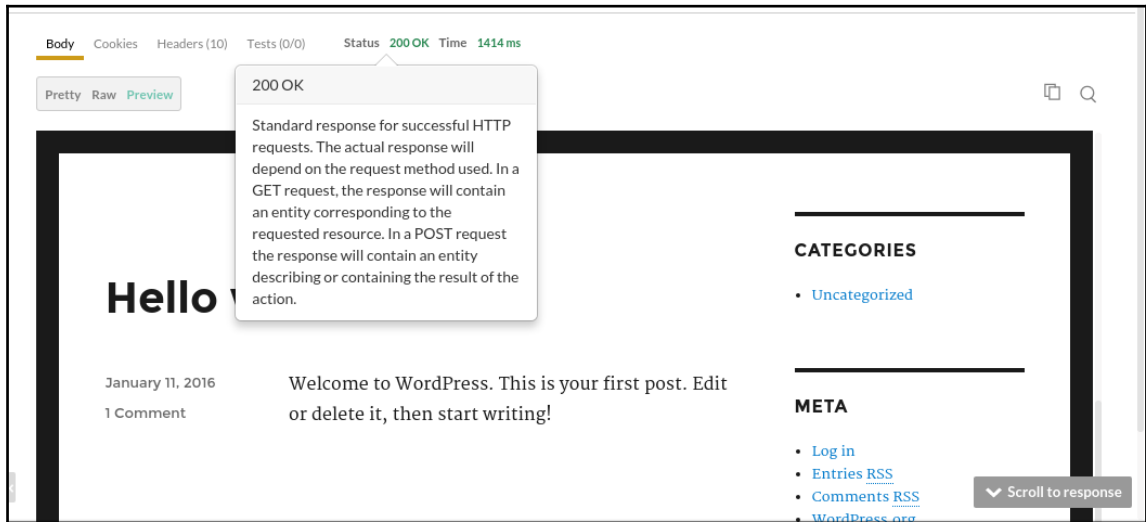 Body Cookies Headers (10) Tests (0/0) Status 200 OK Time 1414 ms
Pretty Raw Preview
200 OK
Standard response for successful HTTP
requests. The actual response will
depend on the request method used. In a
GET request, the response will contain
an entity corresponding to the
requested resource. In a POST request
the response will contain an entity
describing or containing the result of the
action.
Hello
January 11, 2016
1 Comment
Welcome to WordPress. This is your first post. Edit
or delete it, then start writing!
CATEGORIES
• Uncategorized
META
• Log in
• Entries RSS
• Comments RSS
• WordPress.org
Scroll to response